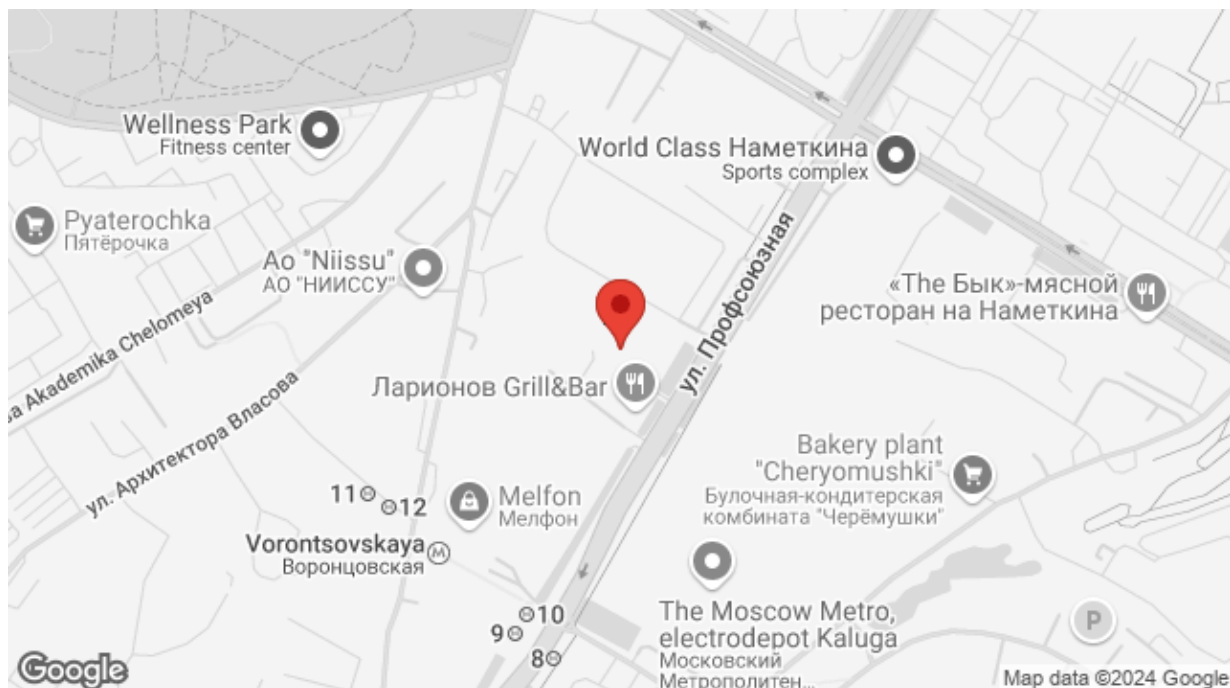 Wellness Park
Fitness center
World Class Наметкина
Sports complex
Pyaterochka
Пятёрочка
Ао "Niissu"
АО "НИИССУ"
«The Бык»-мясной
ресторан на Наметкина
ул. Профсоюзная
va Akademika Chelomeya
ул. Архитектора Власова
Ларионов Grill&Bar
Bakery plant
"Cheryomushki"
Булочная-кондитерская
комбината "Черёмушки"
11
12
Melfon
Мелфон
Vorontsovskaya
Воронцовская
M
10
9
8
The Moscow Metro,
electrodepot Kaluga
Московский
Метрополитен...
P
Google
Map data ©2024 Google